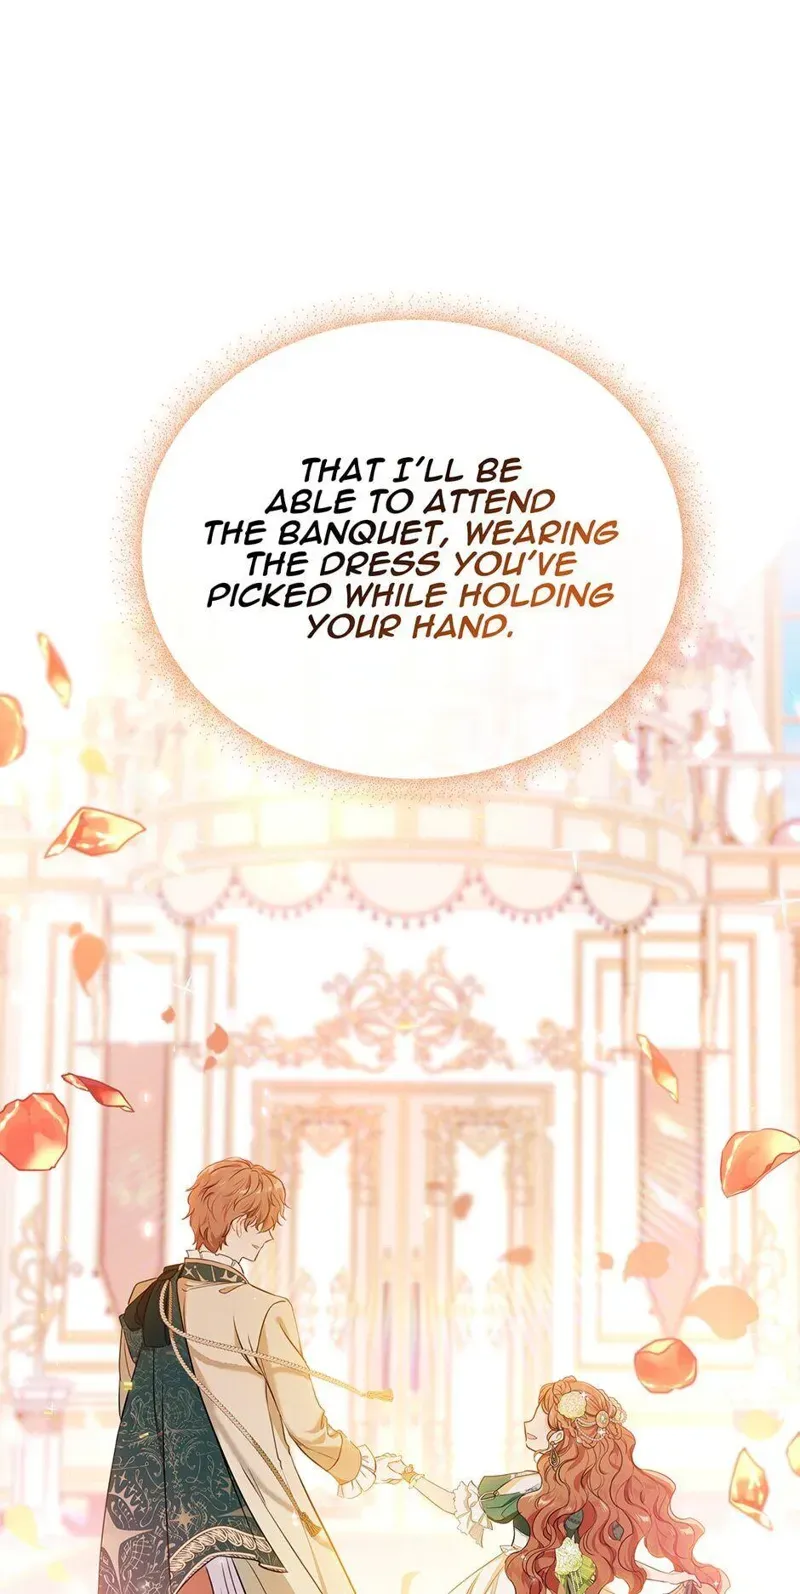 THAT I'LL BE
ABLE TO ATTEND
THE BANQUET, WEARING
THE DRESS YOU'VE
PICKED WHILE HOLDING
YOUR HAND.